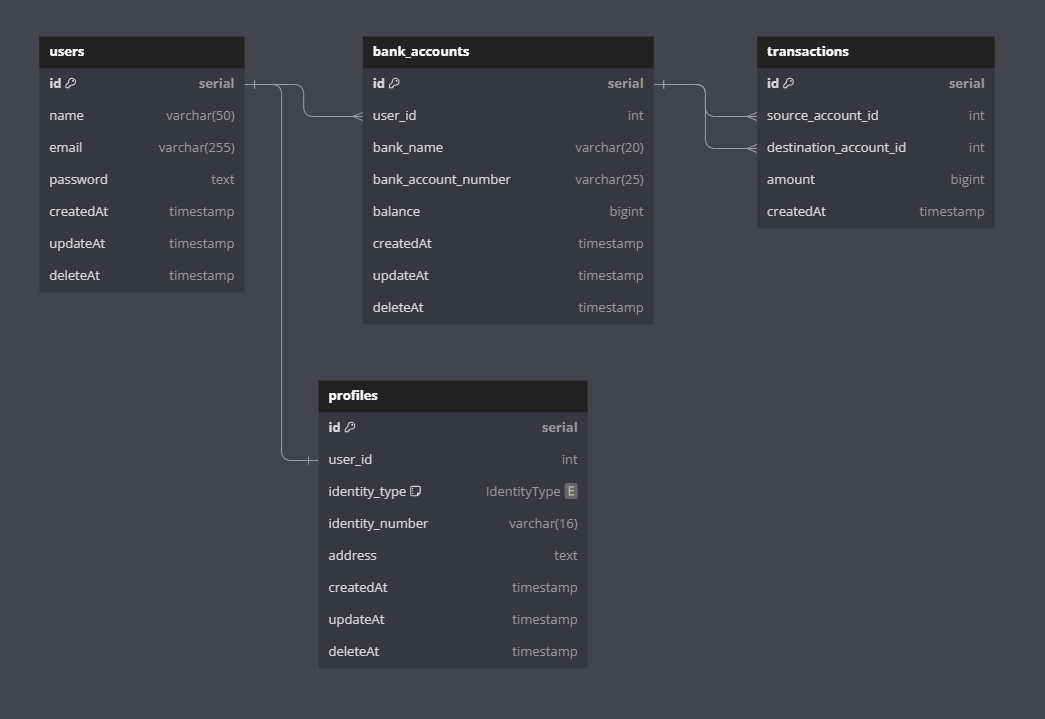 users
id serial
name varchar(50)
email varchar(255)
password text
createdAt timestamp
updateAt timestamp
deleteAt timestamp
bank_accounts
id serial
user_id int
bank_name varchar(20)
bank_account_number varchar(25)
balance bigint
createdAt timestamp
updateAt timestamp
deleteAt timestamp
transactions
id serial
source_account_id int
destination_account_id int
amount bigint
createdAt timestamp
profiles
id serial
user_id int
identity_type IdentityType E
identity_number varchar(16)
address text
createdAt timestamp
updateAt timestamp
deleteAt timestamp